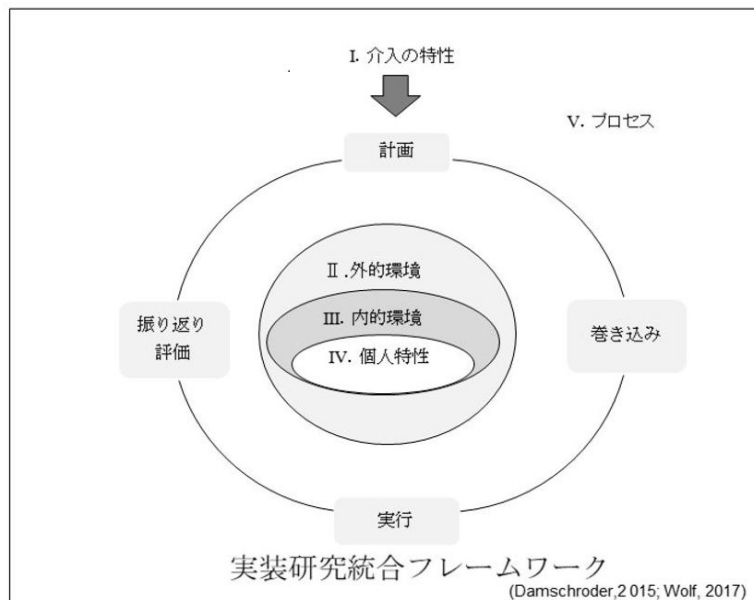 I. 介入の特性
V. プロセス
計画
II.外的環境
III. 内的環境
IV. 個人特性
振り返り
評価
巻き込み
実行
実装研究統合フレームワーク
(Damschroder,2015; Wolf, 2017)